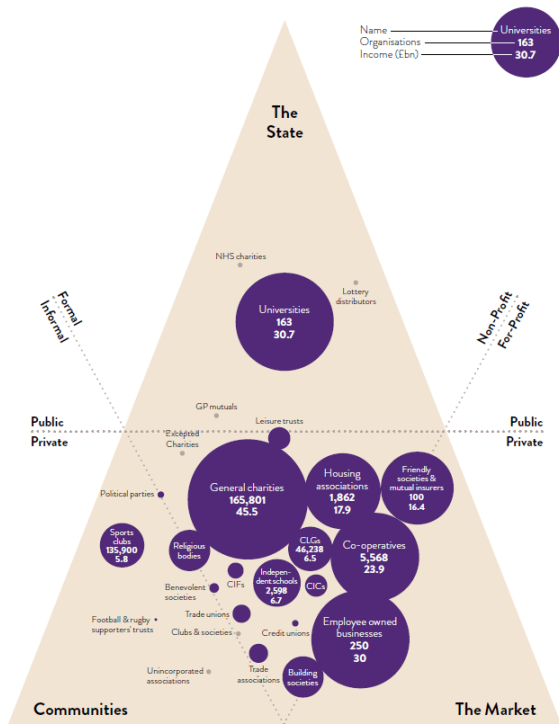 Name
Organisations
Income (£bn)
Universities
163
30.7
The
State
NHS charities
Lottery
distributors
Universities
163
30.7
Formal
Informal
Non-Profit
For-Profit
GP mutuals
Leisure trusts
Public
Private
Public
Private
Excepted
Charities
General charities
165,801
45.5
Housing
associations
1,862
17.9
Friendly
societies &
mutual insurers
100
16.4
Political parties
Sports
clubs
135,900
5.8
Religious
bodies
CLGs
46,238
6.5
Co-operatives
5,568
23.9
CIFs
Indepen-
dent schools
2,598
6.7
CICs
Benevolent
societies
Trade unions
Football & rugby
supporters' trusts
Clubs & societies
Credit unions
Employee owned
businesses
250
30
Unincorporated
associations
Trade
associations
Building
societies
Communities
The Market